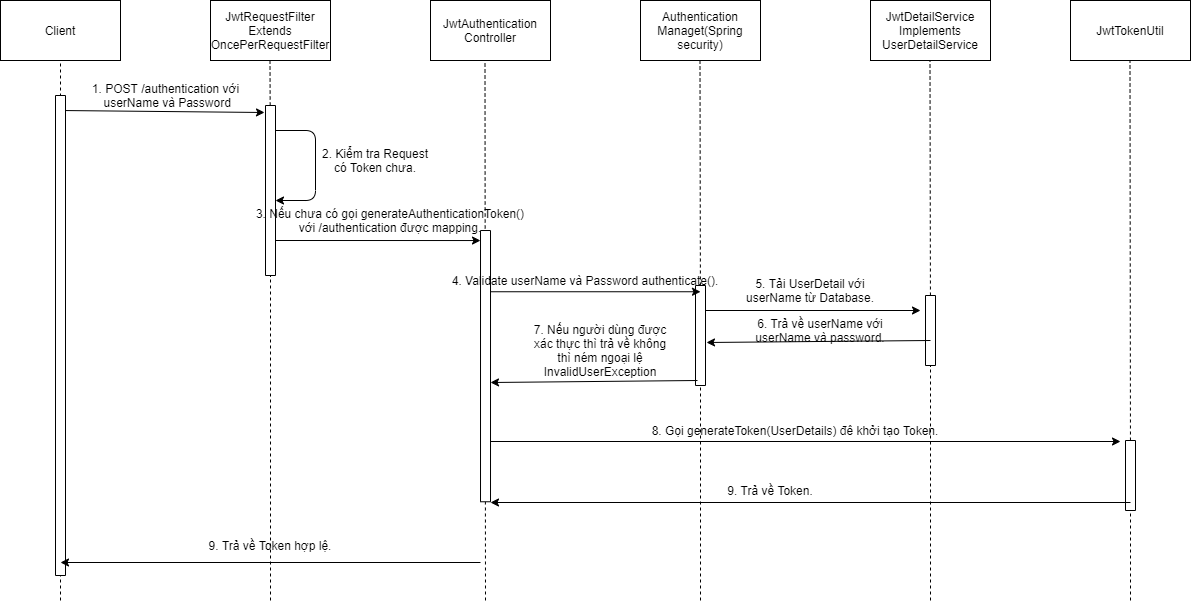 Client
JwtRequestFilter
Extends
OncePerRequestFilter
JwtAuthentication
Controller
Authentication
Managet(Spring
security)
JwtDetailService
Implements
UserDetailService
JwtTokenUtil
1. POST /authentication với
userName và Password
2. Kiểm tra Request
có Token chưa.
3. Nếu chưa có gọi generateAuthenticationToken()
với /authentication được mapping.
4. Validate userName và Password authenticate().
5. Tải UserDetail với
userName từ Database.
6. Trả về userName với
userName và password.
7. Nếu người dùng được
xác thực thì trả về không
thì ném ngoại lệ
InvalidUserException
8. Gọi generateToken(UserDetails) đê khởi tạo Token.
9. Trả về Token.
9. Trả về Token hợp lệ.